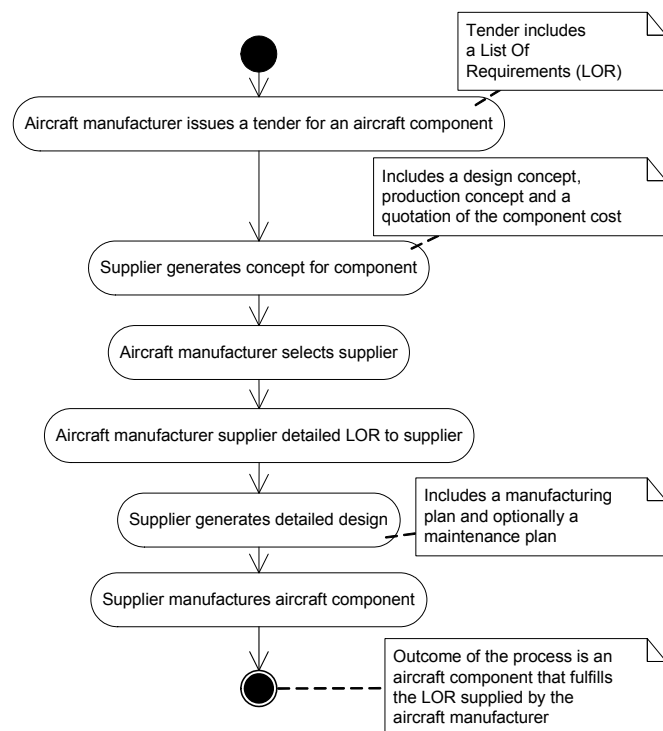 Tender includes
a List Of
Requirements (LOR)
Aircraft manufacturer issues a tender for an aircraft component
Includes a design concept,
production concept and a
quotation of the component cost
Supplier generates concept for component
Aircraft manufacturer selects supplier
Aircraft manufacturer supplier detailed LOR to supplier
Includes a manufacturing
plan and optionally a
maintenance plan
Supplier generates detailed design
Supplier manufactures aircraft component
Outcome of the process is an
aircraft component that fulfills
the LOR supplied by the
aircraft manufacturer